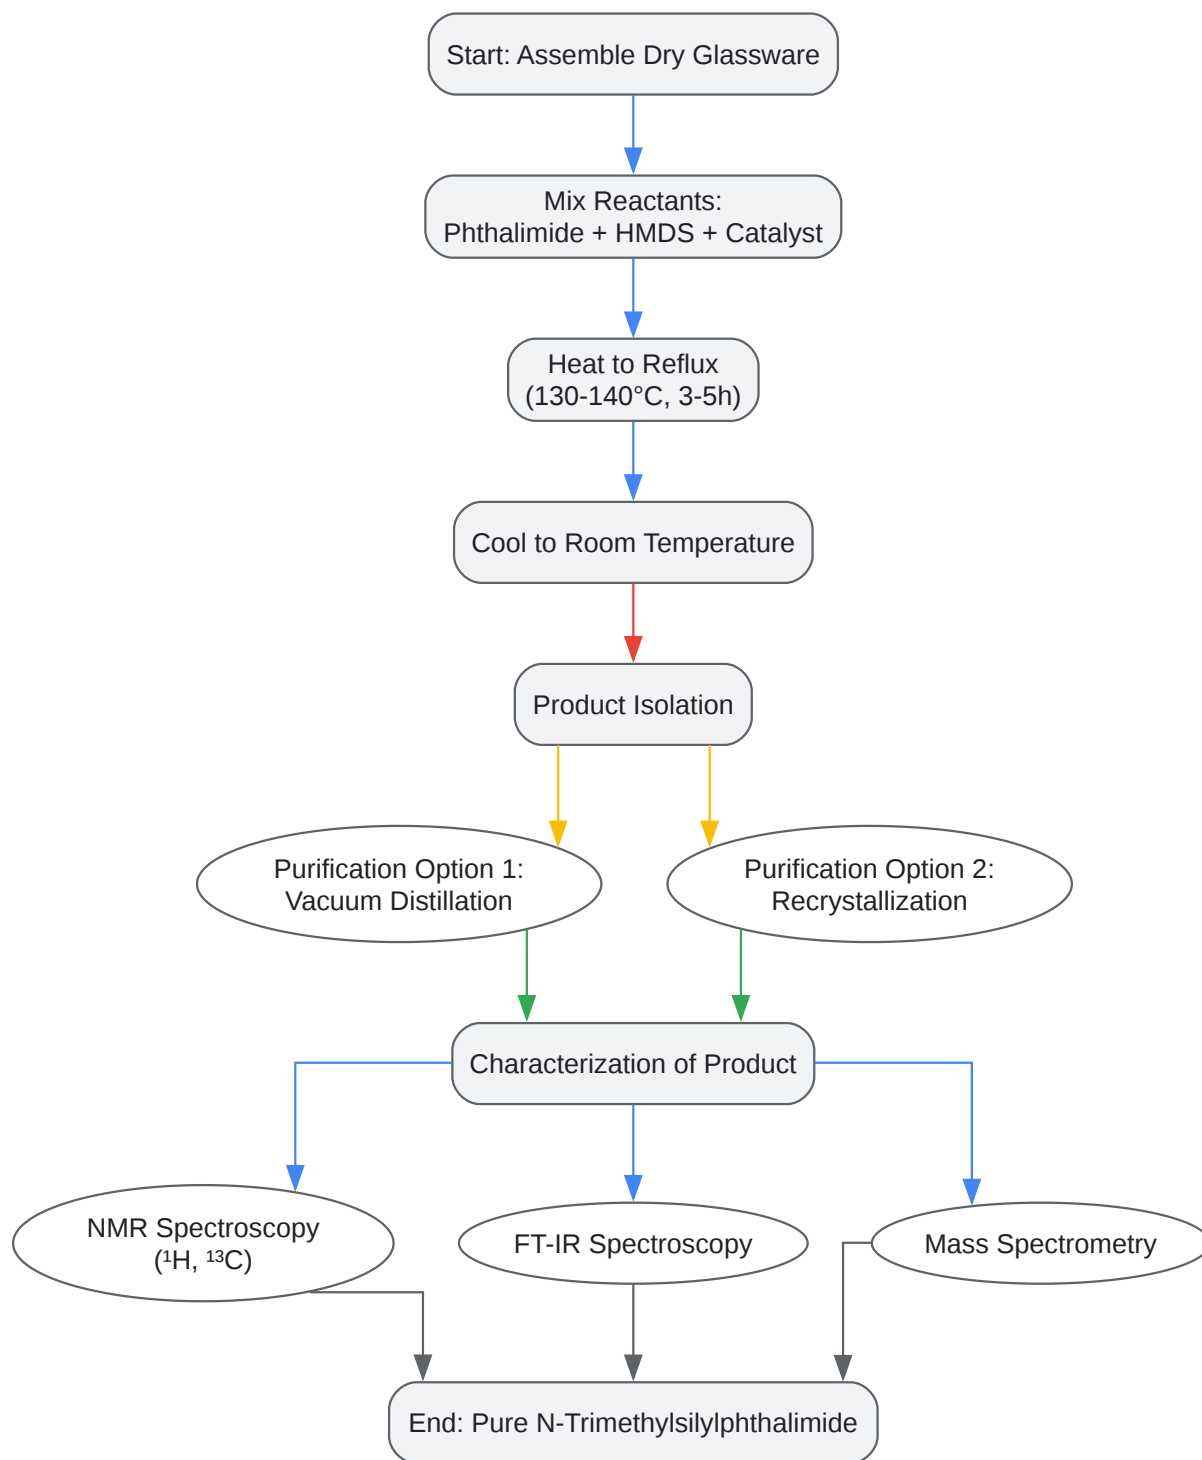 Start: Assemble Dry Glassware
Mix Reactants:
Phthalimide + HMDS + Catalyst
Heat to Reflux
(130-140°C, 3-5h)
Cool to Room Temperature
Product Isolation
Purification Option 1:
Vacuum Distillation
Purification Option 2:
Recrystallization
Characterization of Product
NMR Spectroscopy
(¹H, ¹³C)
FT-IR Spectroscopy
Mass Spectrometry
End: Pure N-Trimethylsilylphthalimide